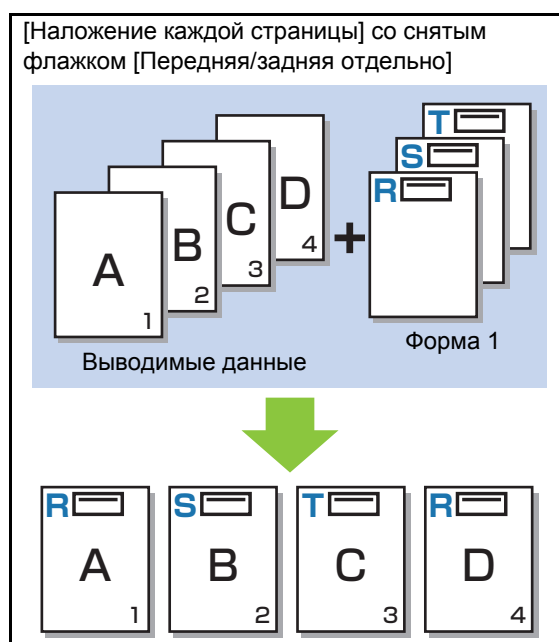 [Наложение каждой страницы] со снятым
флажком [Передняя/задняя отдельно]
T
S
R
D
C
B
A
4
3
2
1
+
Форма 1
Выводимые данные
R S T R
A B C D
1 2 3 4